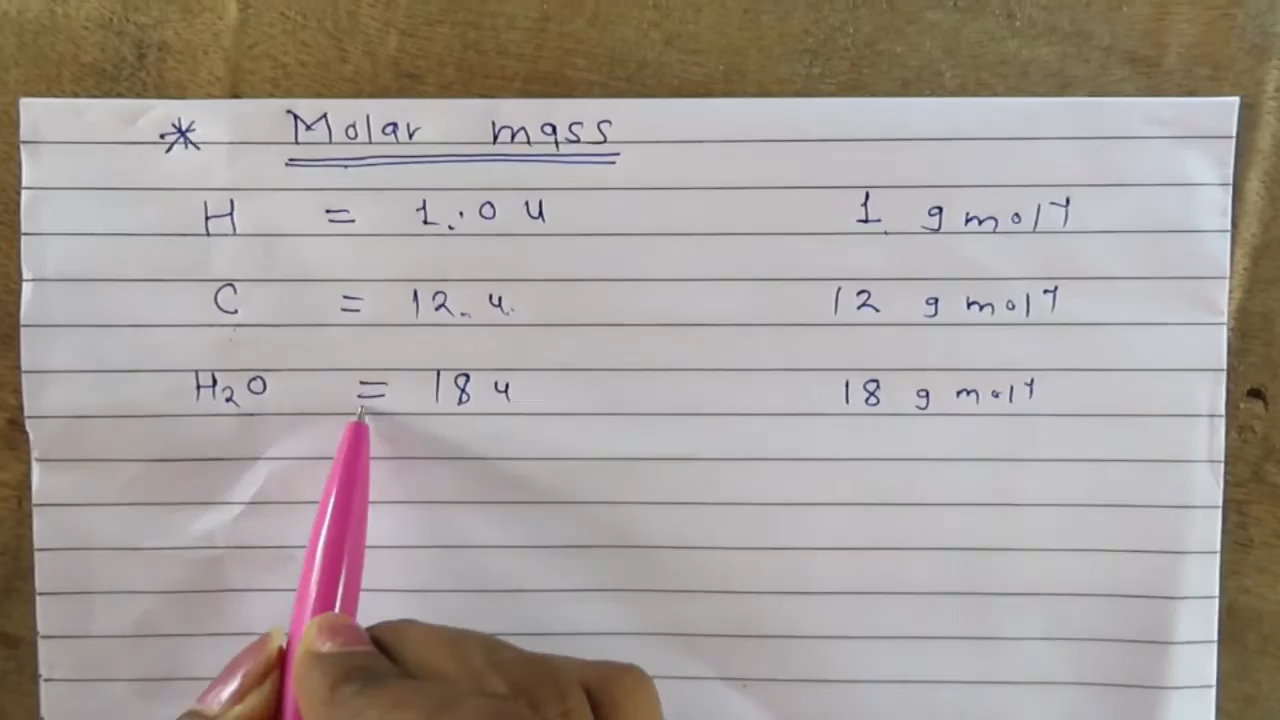 * Molar mass
H = 1.0 u 1 g mol⁻¹
C = 12. u. 12 g mol⁻¹
H₂O = 18 u 18 g mol⁻¹